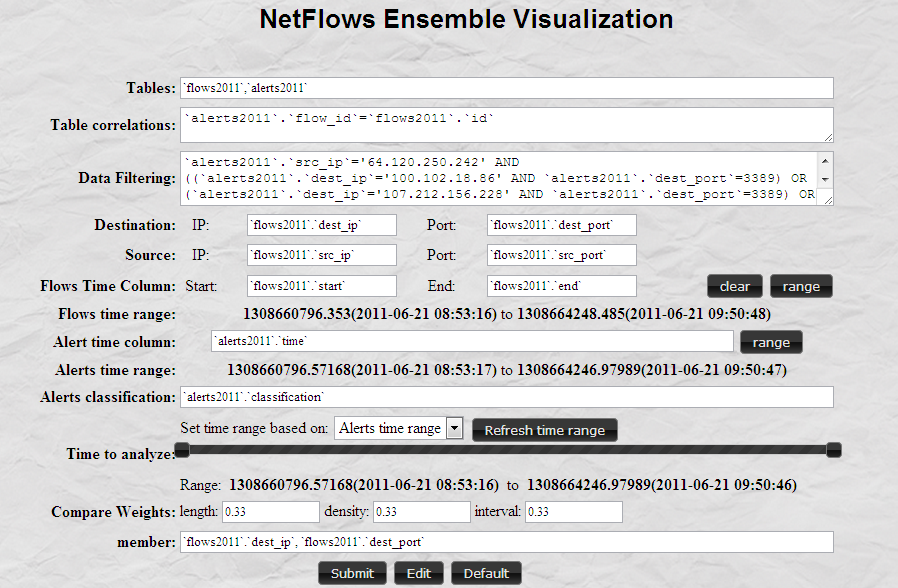 NetFlows Ensemble Visualization
Tables: `flows2011`,`alerts2011`
Table correlations: `alerts2011`.`flow_id`=`flows2011`.`id`
Data Filtering: `alerts2011`.`src_ip`='64.120.250.242' AND
((`alerts2011`.`dest_ip`='100.102.18.86' AND `alerts2011`.`dest_port`=3389) OR
(`alerts2011`.`dest_ip`='107.212.156.228' AND `alerts2011`.`dest_port`=3389) OR
Destination: IP: `flows2011`.`dest_ip` Port: `flows2011`.`dest_port`
Source: IP: `flows2011`.`src_ip` Port: `flows2011`.`src_port`
Flows Time Column: Start: `flows2011`.`start` End: `flows2011`.`end` clear range
Flows time range: 1308660796.353(2011-06-21 08:53:16) to 1308664248.485(2011-06-21 09:50:48)
Alert time column: `alerts2011`.`time` range
Alerts time range: 1308660796.57168(2011-06-21 08:53:17) to 1308664246.97989(2011-06-21 09:50:47)
Alerts classification: `alerts2011`.`classification`
Set time range based on: Alerts time range Refresh time range
Time to analyze:
Range: 1308660796.57168(2011-06-21 08:53:16) to 1308664246.97989(2011-06-21 09:50:46)
Compare Weights: length: 0.33 density: 0.33 interval: 0.33
member: `flows2011`.`dest_ip`, `flows2011`.`dest_port`
Submit Edit Default